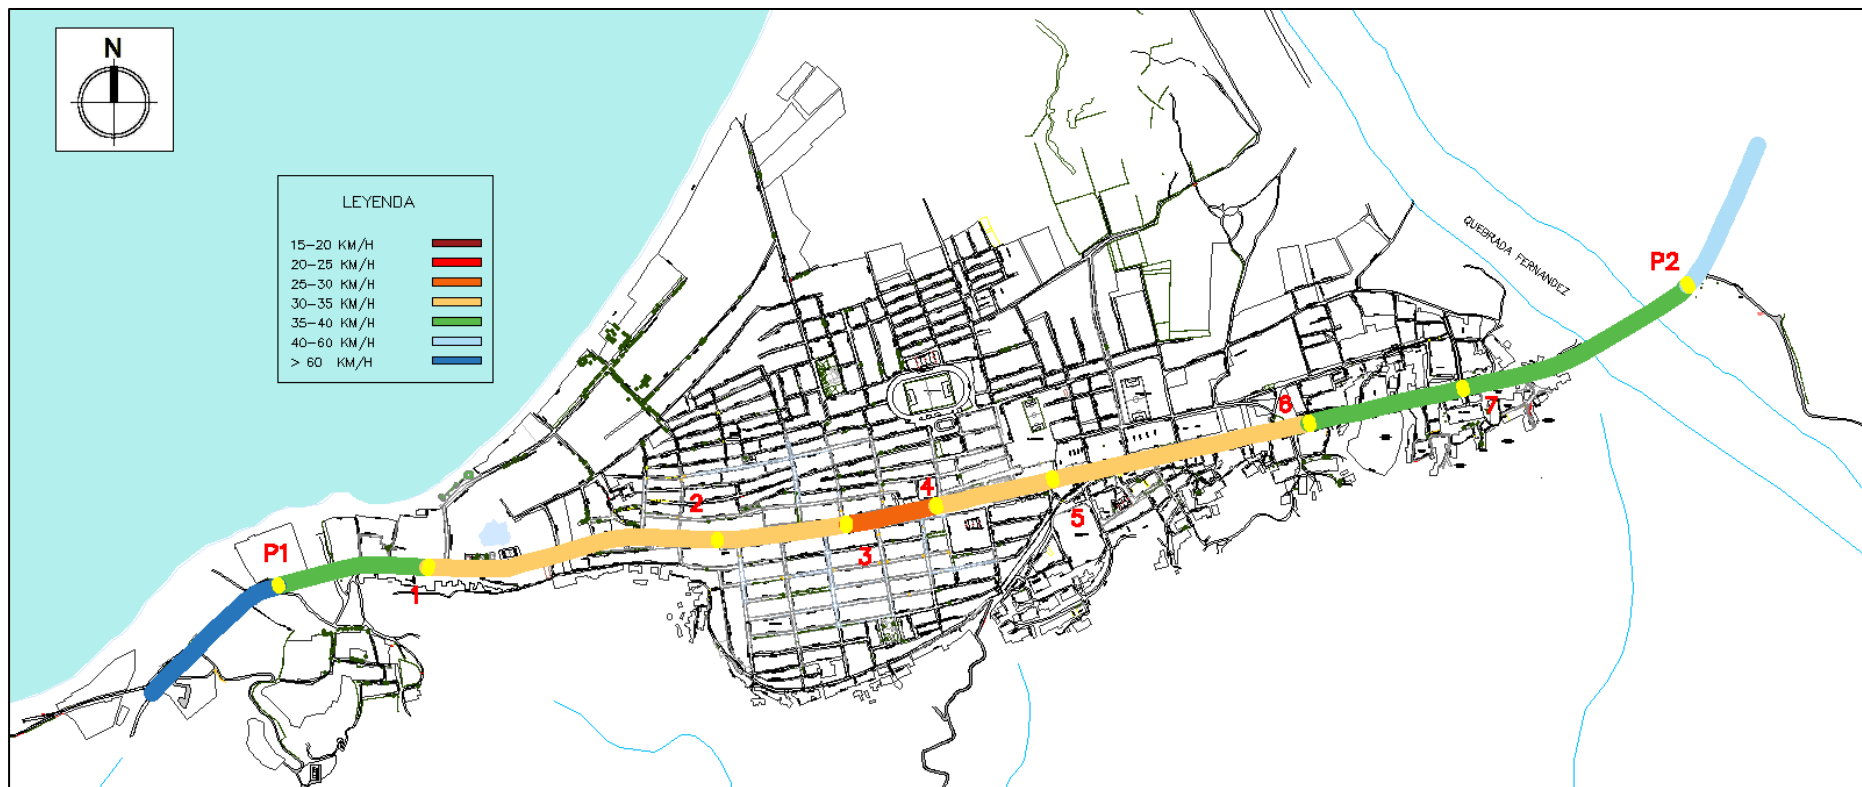 N
LEYENDA
15-20 KM/H
20-25 KM/H
25-30 KM/H
30-35 KM/H
35-40 KM/H
40-60 KM/H
> 60 KM/H
QUEBRADA FERNANDEZ
P2
6
7
2
4
5
3
P1
1